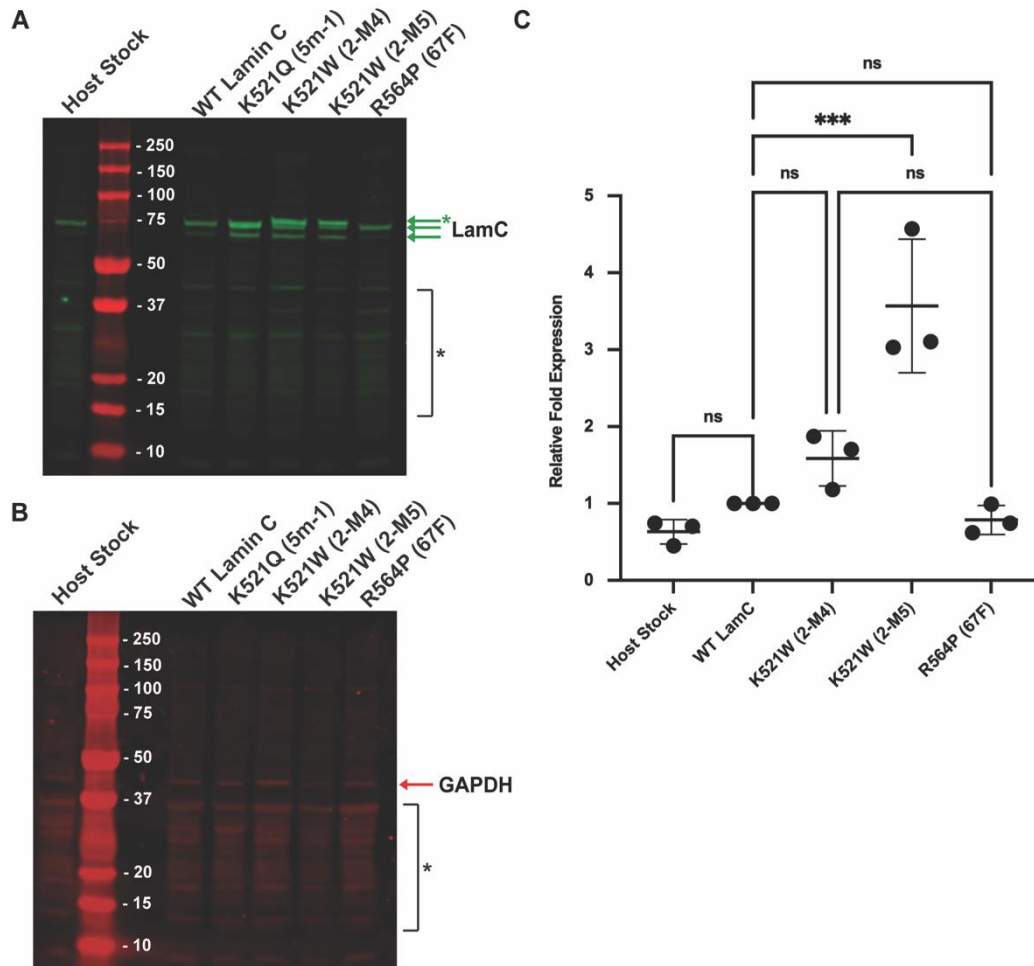 A
Host Stock
WT Lamin C
K521Q (5m-1)
K521W (2-M4)
K521W (2-M5)
R564P (67F)
- 250
- 150
- 100
- 75
- 50
- 37
- 20
- 15
- 10
*
LamC
*
B
Host Stock
WT Lamin C
K521Q (5m-1)
K521W (2-M4)
K521W (2-M5)
R564P (67F)
- 250
- 150
- 100
- 75
- 50
- 37
- 20
- 15
- 10
GAPDH
*
C
ns
***
ns
ns
ns
Relative Fold Expression
5
4
3
2
1
0
Host Stock
WT LamC
K521W (2-M4)
K521W (2-M5)
R564P (67F)